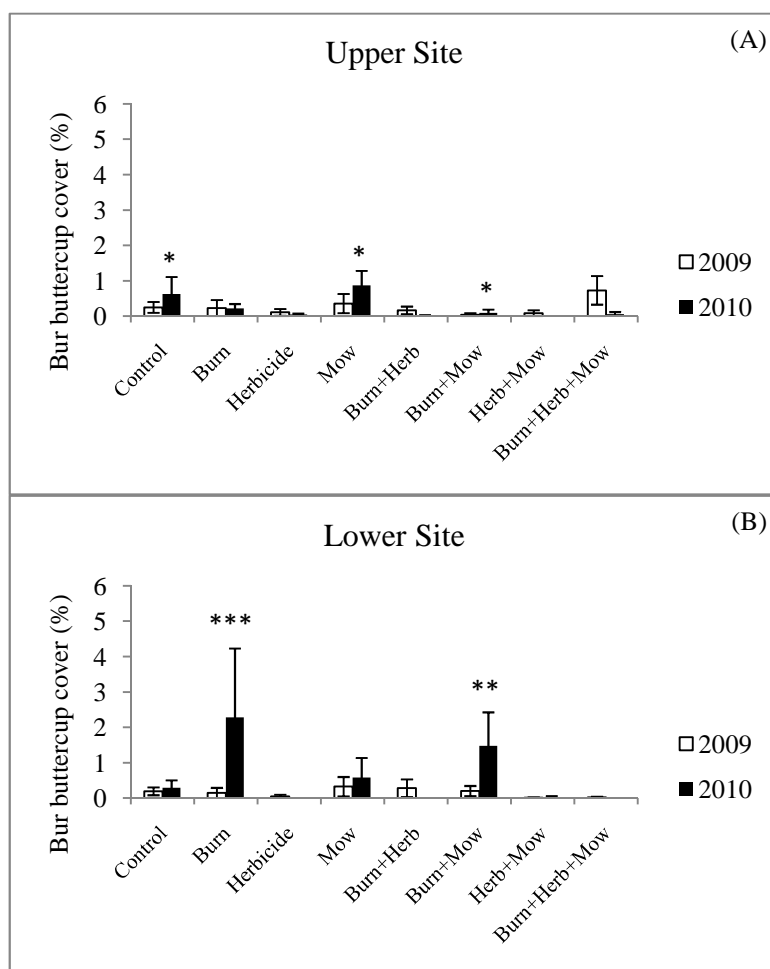 (A)
Upper Site
Bur buttercup cover (%)
6
5
4
3
2
1
0
*
*
*
2009
2010
Control
Burn
Herbicide
Mow
Burn+Herb
Burn+Mow
Herb+Mow
Burn+Herb+Mow
(B)
Lower Site
Bur buttercup cover (%)
6
5
4
3
2
1
0
***
**
2009
2010
Control
Burn
Herbicide
Mow
Burn+Herb
Burn+Mow
Herb+Mow
Burn+Herb+Mow